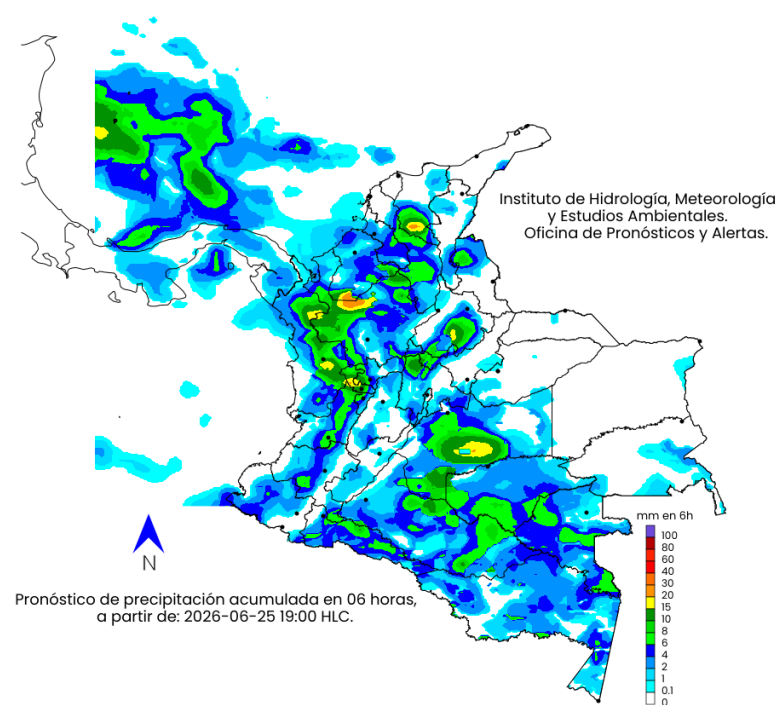 Instituto de Hidrología, Meteorología
y Estudios Ambientales.
Oficina de Pronósticos y Alertas.
mm en 6h
100
80
60
40
30
20
15
10
8
6
4
2
1
0.1
0
N
Pronóstico de precipitación acumulada en 06 horas,
a partir de: 2026-06-25 19:00 HLC.